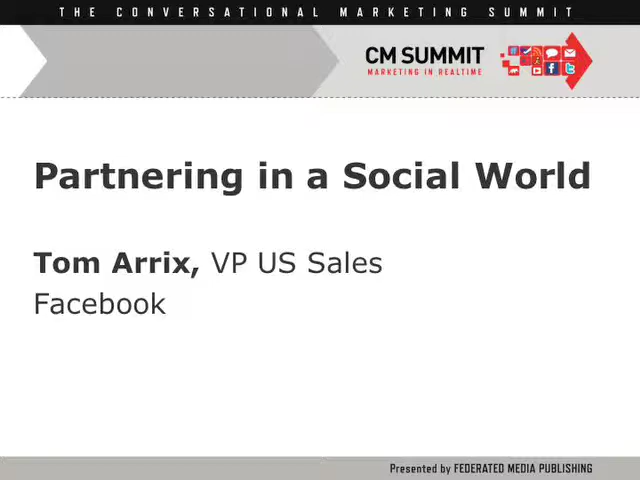 THE CONVERSATIONAL MARKETING SUMMIT
CM SUMMIT
MARKETING IN REALTIME
Partnering in a Social World
Tom Arrix, VP US Sales
Facebook
Presented by FEDERATED MEDIA PUBLISHING